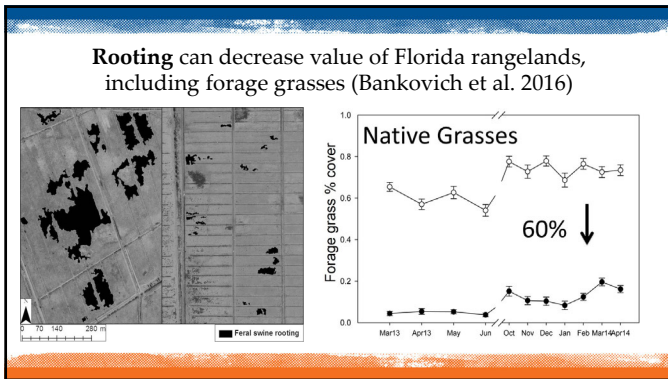 Rooting can decrease value of Florida rangelands,
including forage grasses (Bankovich et al. 2016)
N
0 70 140 280 m
Feral swine rooting
Native Grasses
60%
Forage grass % cover
1.0
0.8
0.6
0.4
0.2
0.0
Mar13 Apr13 May Jun Oct Nov Dec Jan Feb Mar14 Apr14